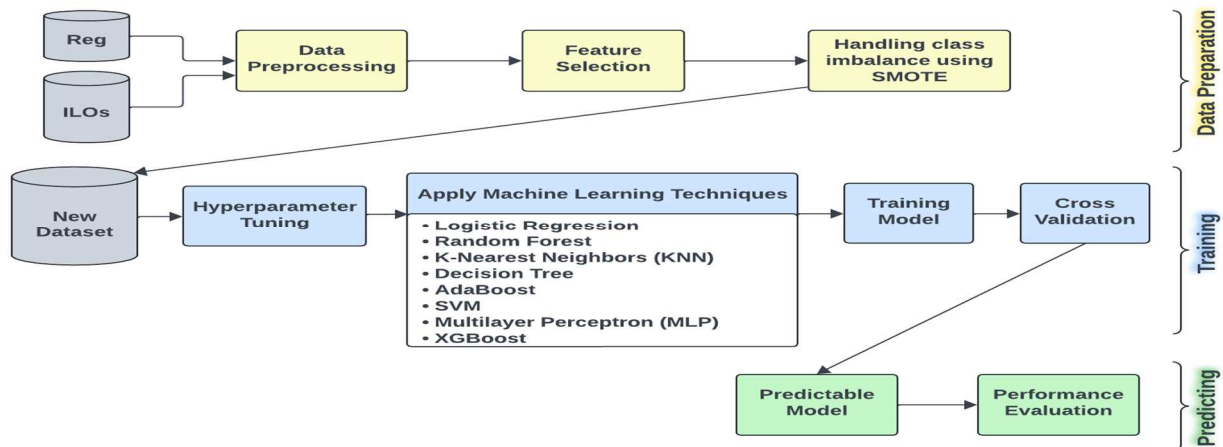 Reg
ILOs
Data
Preprocessing
Feature
Selection
Handling class
imbalance using
SMOTE
Data Preparation
New
Dataset
Hyperparameter
Tuning
Apply Machine Learning Techniques
• Logistic Regression
• Random Forest
• K-Nearest Neighbors (KNN)
• Decision Tree
• AdaBoost
• SVM
• Multilayer Perceptron (MLP)
• XGBoost
Training
Model
Cross
Validation
Training
Predictable
Model
Performance
Evaluation
Predicting